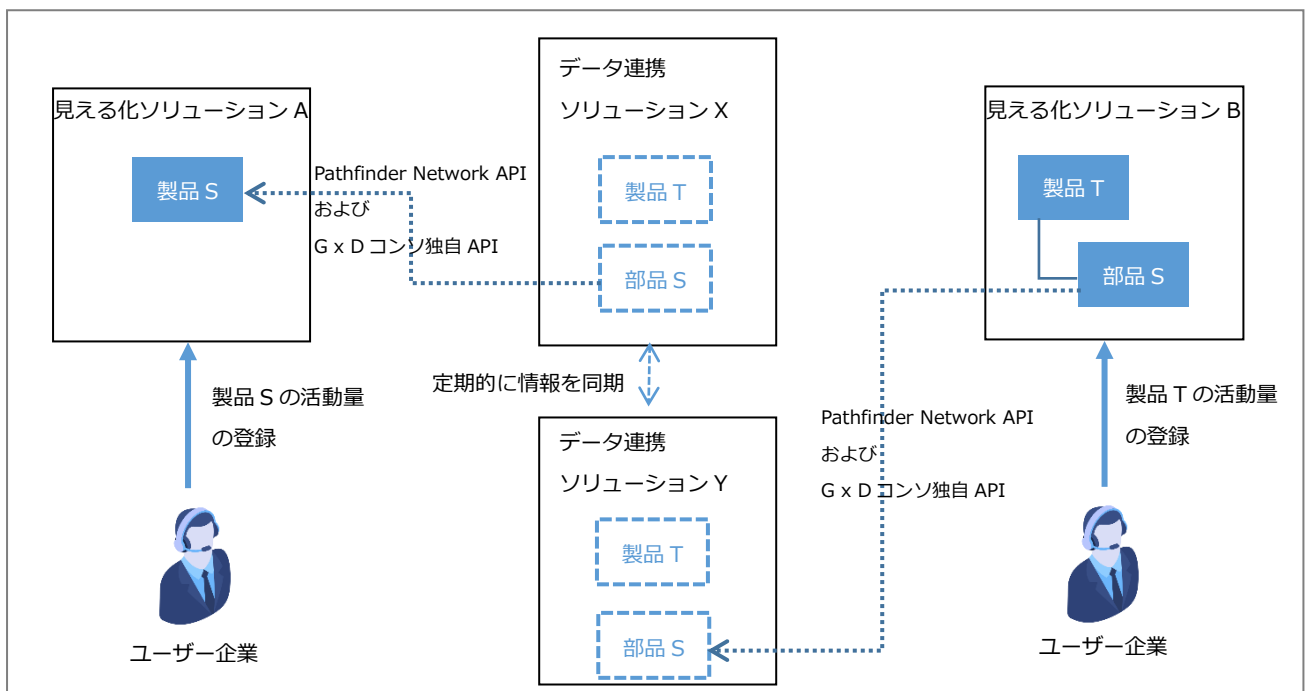 見える化ソリューション A
製品 S
Pathfinder Network API
および
G x D コンソ独自 API
製品 S の活動量
の登録
ユーザー企業
データ連携
ソリューション X
製品 T
部品 S
定期的に情報を同期
データ連携
ソリューション Y
製品 T
部品 S
見える化ソリューション B
製品 T
部品 S
Pathfinder Network API
および
G x D コンソ独自 API
製品 T の活動量
の登録
ユーザー企業